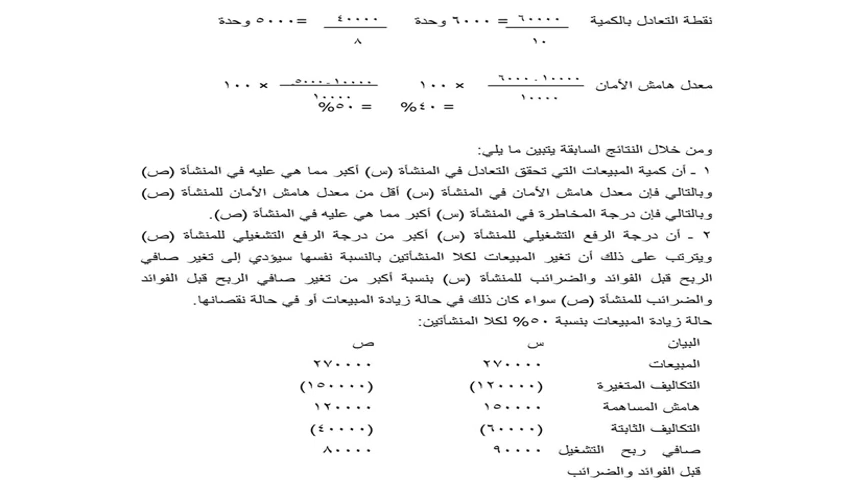 نقطة التعادل بالكمية ٦٠٠٠٠ = ٦٠٠٠ وحدة ٤٠٠٠٠ =٥٠٠٠ وحدة
١٠ ٨
معدل هامش الأمان ١٠٠٠٠ - ٦٠٠٠ × ١٠٠ ١٠٠٠٠ - ٥٠٠٠ × ١٠٠
١٠٠٠٠ ١٠٠٠٠
= ٤٠% = ٥٠%
ومن خلال النتائج السابقة يتبين ما يلي:
١ ـ أن كمية المبيعات التي تحقق التعادل في المنشأة (س) أكبر مما هي عليه في المنشأة (ص)
وبالتالي فإن معدل هامش الأمان في المنشأة (س) أقل من معدل هامش الأمان للمنشأة (ص)
وبالتالي فإن درجة المخاطرة في المنشأة (س) أكبر مما هي عليه في المنشأة (ص).
٢ ـ أن درجة الرفع التشغيلي للمنشأة (س) أكبر من درجة الرفع التشغيلي للمنشأة (ص)
ويترتب على ذلك أن تغير المبيعات لكلا المنشأتين بالنسبة نفسها سيؤدي إلى تغير صافي
الربح قبل الفوائد والضرائب للمنشأة (س) بنسبة أكبر من تغير صافي الربح قبل الفوائد
والضرائب للمنشأة (ص) سواء كان ذلك في حالة زيادة المبيعات أو في حالة نقصانها.
حالة زيادة المبيعات بنسبة ٥٠% لكلا المنشأتين:
البيان س ص
المبيعات ٢٧٠٠٠٠ ٢٧٠٠٠٠
التكاليف المتغيرة (١٢٠٠٠٠) (١٥٠٠٠٠)
هامش المساهمة ١٥٠٠٠٠ ١٢٠٠٠٠
التكاليف الثابتة (٦٠٠٠٠) (٤٠٠٠٠)
صافي ربح التشغيل ٩٠٠٠٠ ٨٠٠٠٠
قبل الفوائد والضرائب